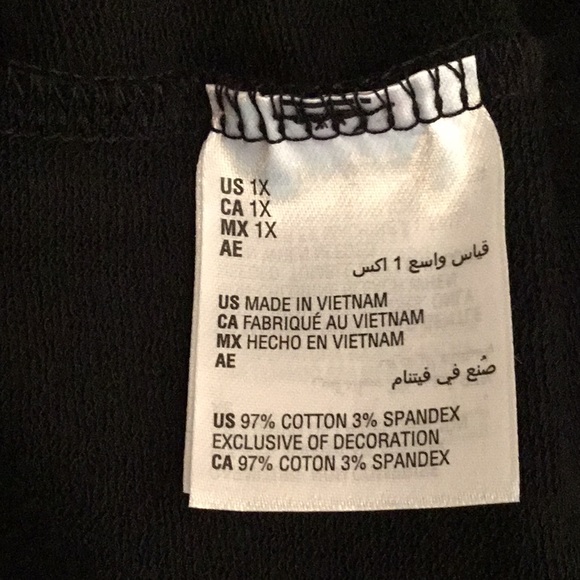 US 1X
CA 1X
MX 1X
AE
قياس واسع 1 اكس
US MADE IN VIETNAM
CA FABRIQUÉ AU VIETNAM
MX HECHO EN VIETNAM
AE
صُنع في فيتنام
US 97% COTTON 3% SPANDEX
EXCLUSIVE OF DECORATION
CA 97% COTON 3% SPANDEX